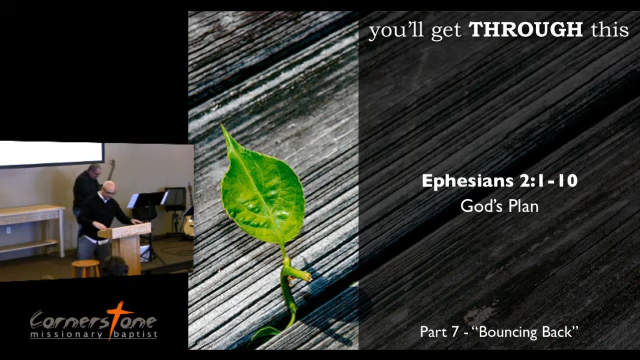 you'll get THROUGH this
Ephesians 2:1-10
God's Plan
Part 7 - “Bouncing Back”
Cornerstone
missionary baptist